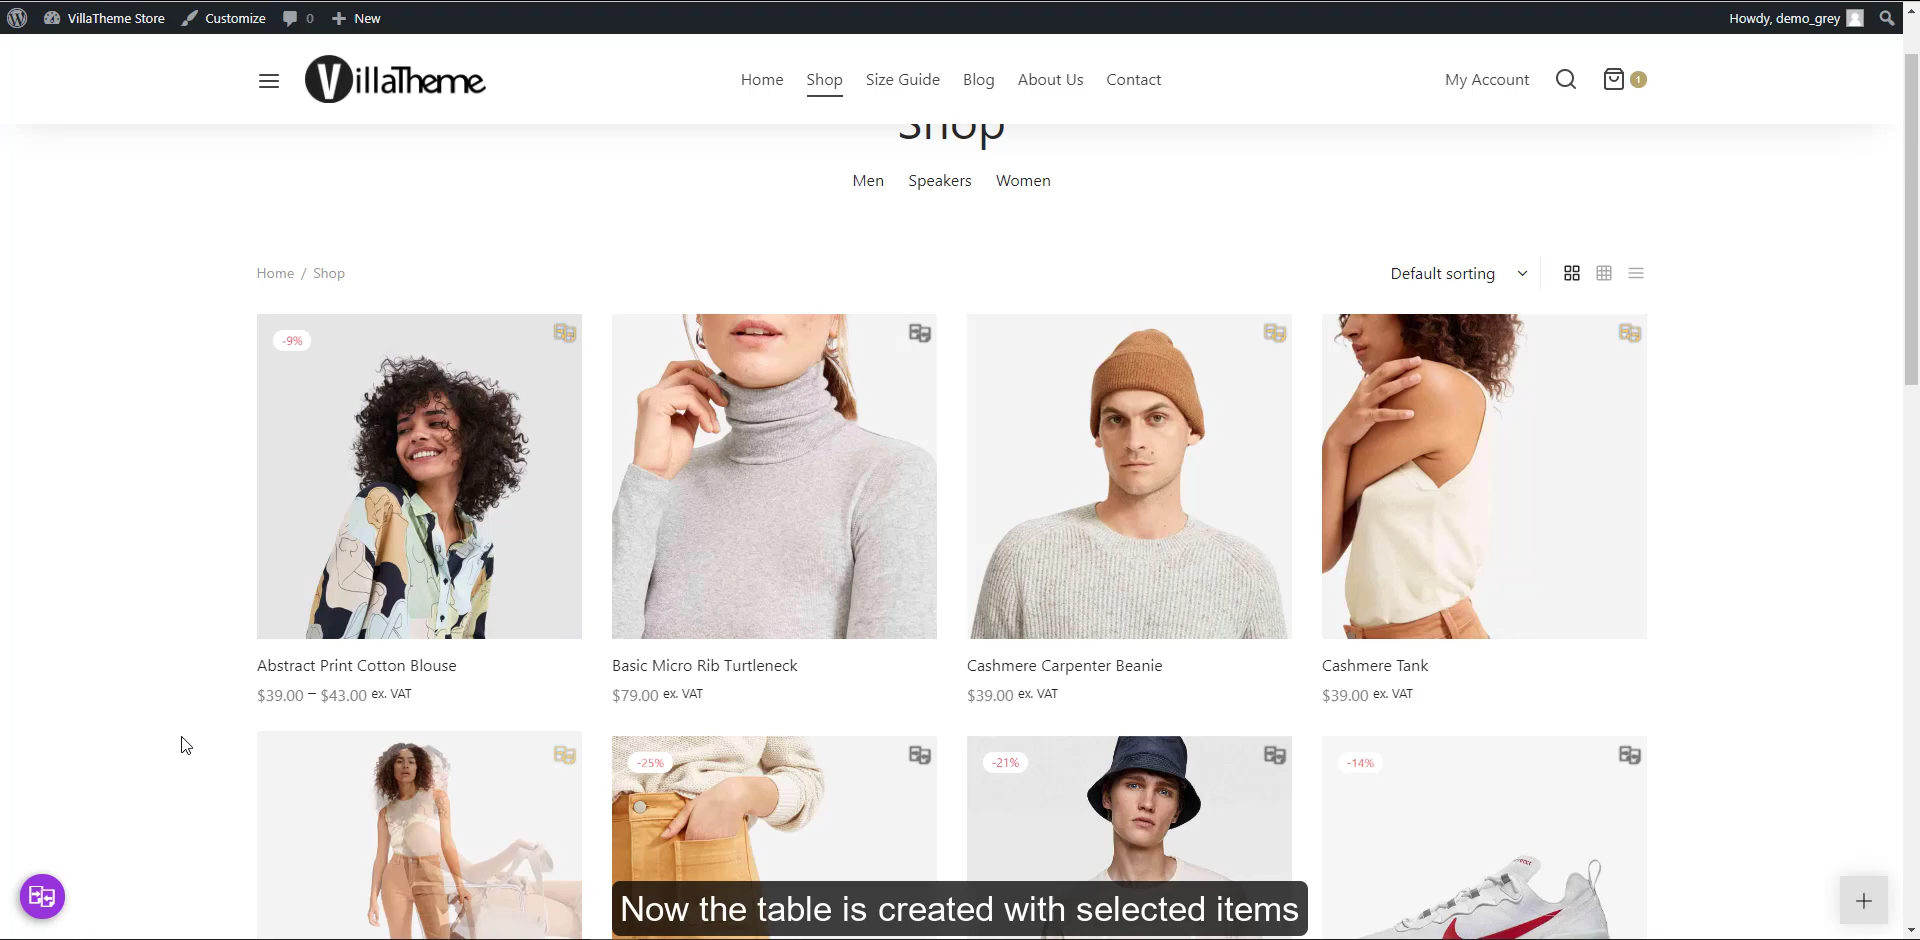 VillaTheme Store Customize 0 New Howdy, demo_grey
VillaTheme Home Shop Size Guide Blog About Us Contact My Account 1
Shop
Men Speakers Women
Home / Shop Default sorting
-9%
Abstract Print Cotton Blouse Basic Micro Rib Turtleneck Cashmere Carpenter Beanie Cashmere Tank
$39.00 – $43.00 ex. VAT $79.00 ex. VAT $39.00 ex. VAT $39.00 ex. VAT
-25% -21% -14%
Now the table is created with selected items